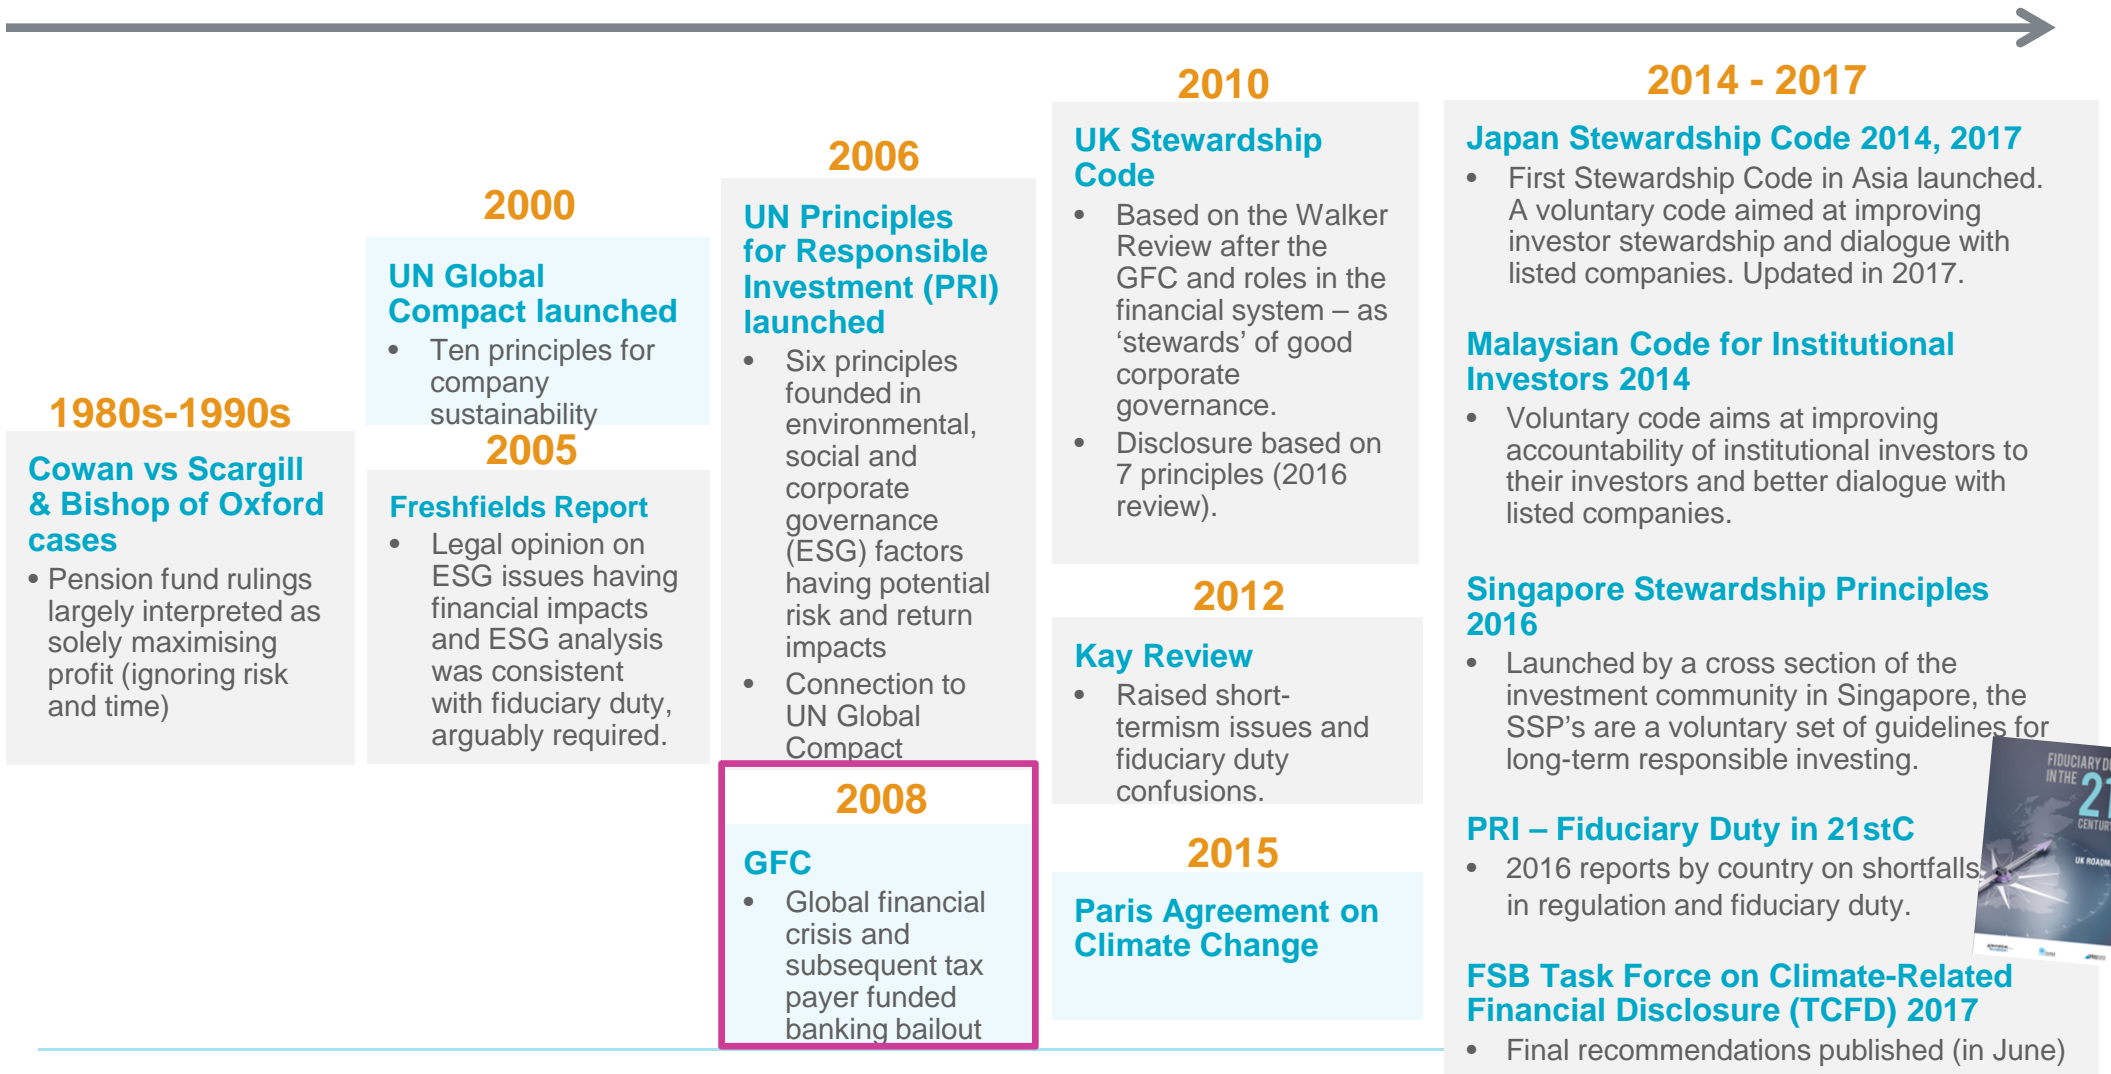 1980s-1990s
Cowan vs Scargill
& Bishop of Oxford
cases
• Pension fund rulings
largely interpreted as
solely maximising
profit (ignoring risk
and time)
2000
UN Global
Compact launched
• Ten principles for
company
sustainability
2005
Freshfields Report
• Legal opinion on
ESG issues having
financial impacts
and ESG analysis
was consistent
with fiduciary duty,
arguably required.
2006
UN Principles
for Responsible
Investment (PRI)
launched
• Six principles
founded in
environmental,
social and
corporate
governance
(ESG) factors
having potential
risk and return
impacts
• Connection to
UN Global
Compact
2008
GFC
• Global financial
crisis and
subsequent tax
payer funded
banking bailout
2010
UK Stewardship
Code
• Based on the Walker
Review after the
GFC and roles in the
financial system – as
‘stewards’ of good
corporate
governance.
• Disclosure based on
7 principles (2016
review).
2012
Kay Review
• Raised short-
termism issues and
fiduciary duty
confusions.
2015
Paris Agreement on
Climate Change
2014 - 2017
Japan Stewardship Code 2014, 2017
• First Stewardship Code in Asia launched.
A voluntary code aimed at improving
investor stewardship and dialogue with
listed companies. Updated in 2017.
Malaysian Code for Institutional
Investors 2014
• Voluntary code aims at improving
accountability of institutional investors to
their investors and better dialogue with
listed companies.
Singapore Stewardship Principles
2016
• Launched by a cross section of the
investment community in Singapore, the
SSP’s are a voluntary set of guidelines for
long-term responsible investing.
PRI – Fiduciary Duty in 21stC
• 2016 reports by country on shortfalls
in regulation and fiduciary duty.
FSB Task Force on Climate-Related
Financial Disclosure (TCFD) 2017
• Final recommendations published (in June)
FIDUCIARY D
IN THE 21
CENTURY
UK ROADM